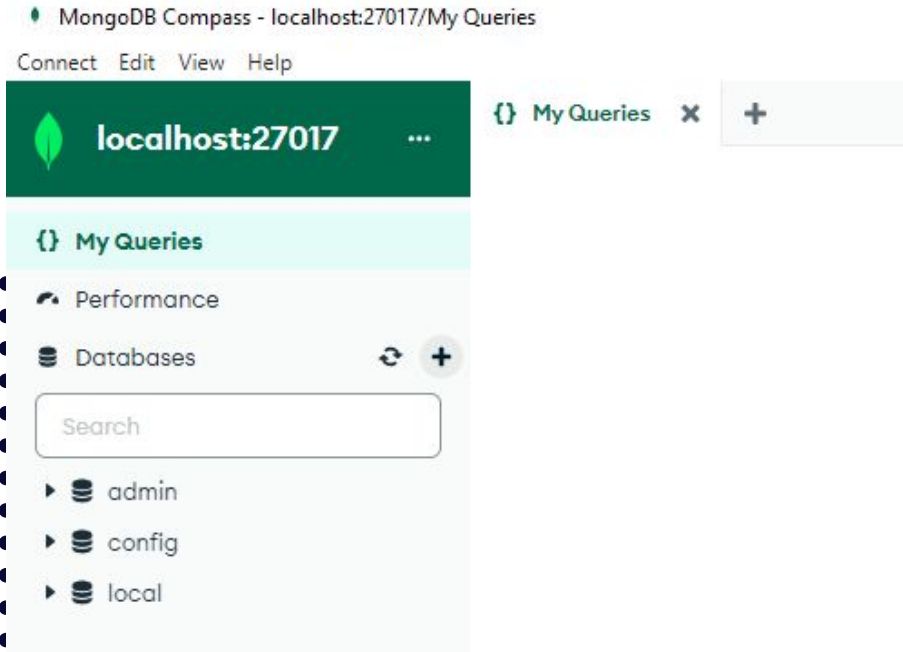 MongoDB Compass - localhost:27017/My Queries
Connect Edit View Help
localhost:27017 ...
{} My Queries
Performance
Databases
Search
admin
config
local
{} My Queries